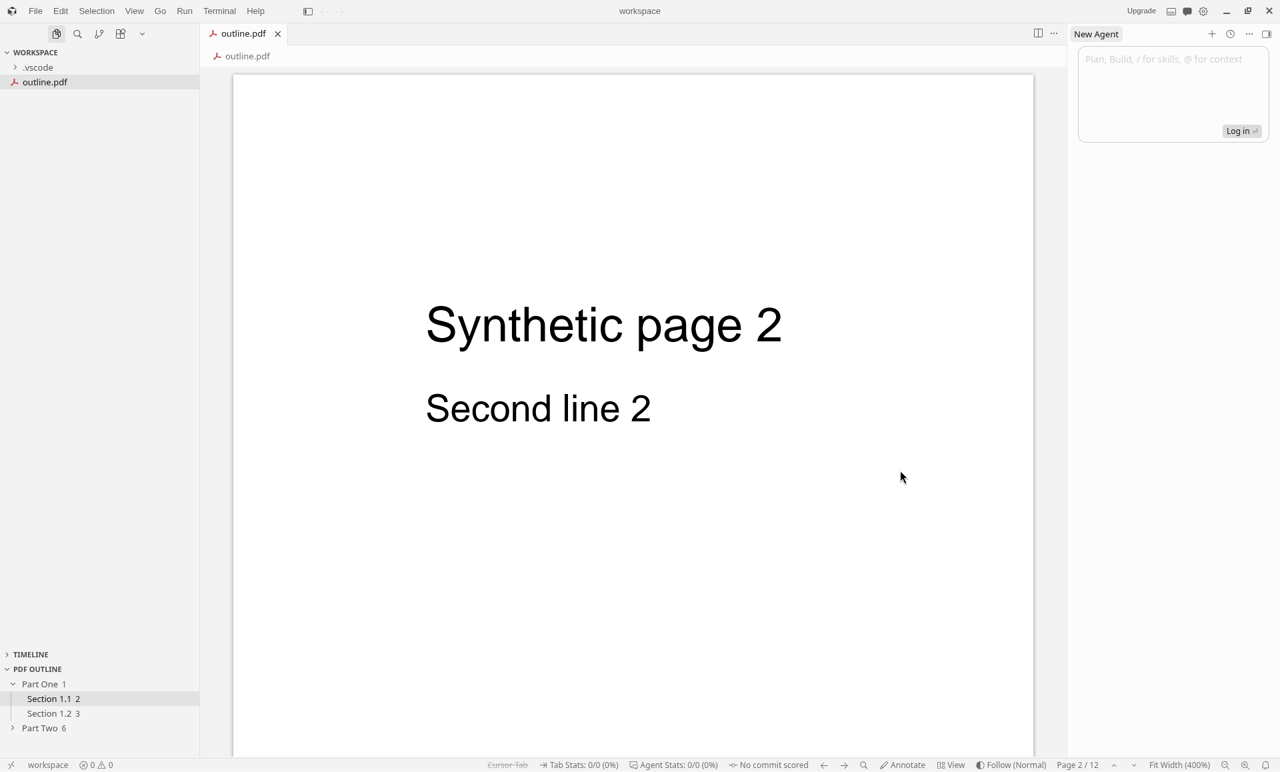 File Edit Selection View Go Run Terminal Help
workspace
Upgrade
WORKSPACE
.vscode
outline.pdf
TIMELINE
PDF OUTLINE
Part One 1
Section 1.1 2
Section 1.2 3
Part Two 6
outline.pdf
outline.pdf
Synthetic page 2
Second line 2
New Agent
Plan, Build, / for skills, @ for context
Log in
workspace 0 0 Cursor Tab Tab Stats: 0/0 (0%) Agent Stats: 0/0 (0%) No commit scored Annotate View Follow (Normal) Page 2 / 12 Fit Width (400%)